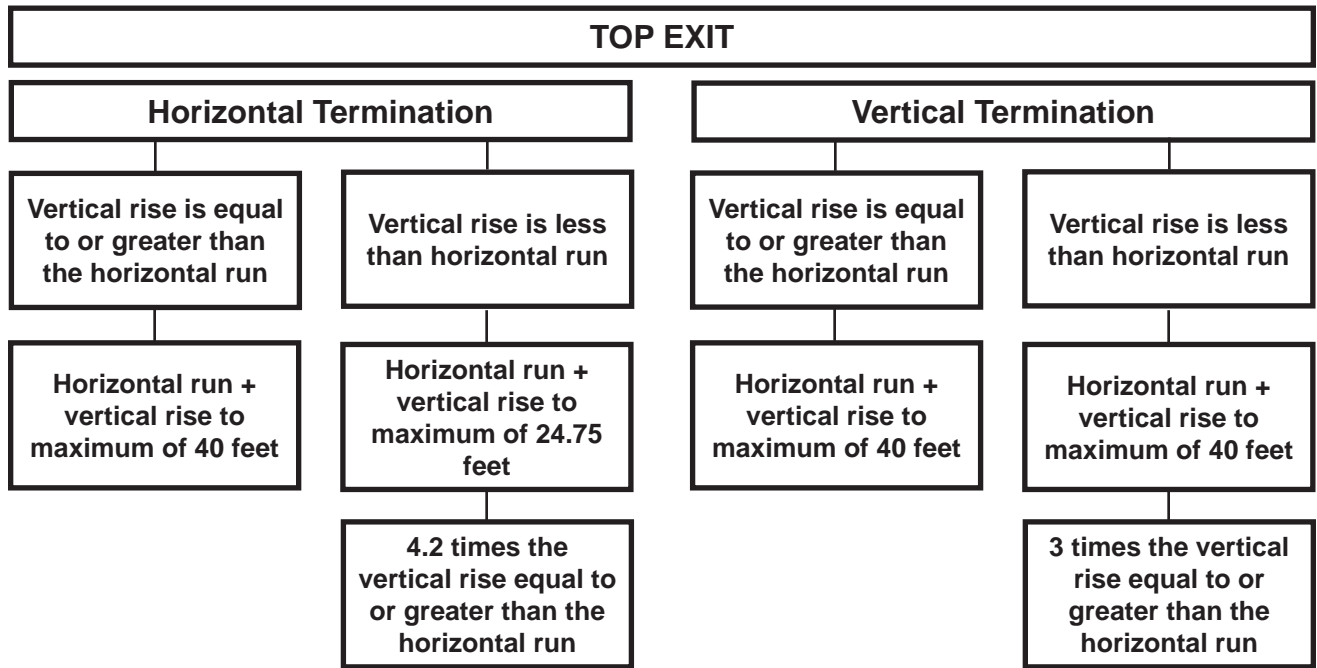 TOP EXIT
Horizontal Termination
Vertical rise is equal
to or greater than
the horizontal run
Horizontal run +
vertical rise to
maximum of 40 feet
Vertical rise is less
than horizontal run
Horizontal run +
vertical rise to
maximum of 24.75
feet
4.2 times the
vertical rise equal to
or greater than the
horizontal run
Vertical Termination
Vertical rise is equal
to or greater than
the horizontal run
Horizontal run +
vertical rise to
maximum of 40 feet
Vertical rise is less
than horizontal run
Horizontal run +
vertical rise to
maximum of 40 feet
3 times the vertical
rise equal to or
greater than the
horizontal run